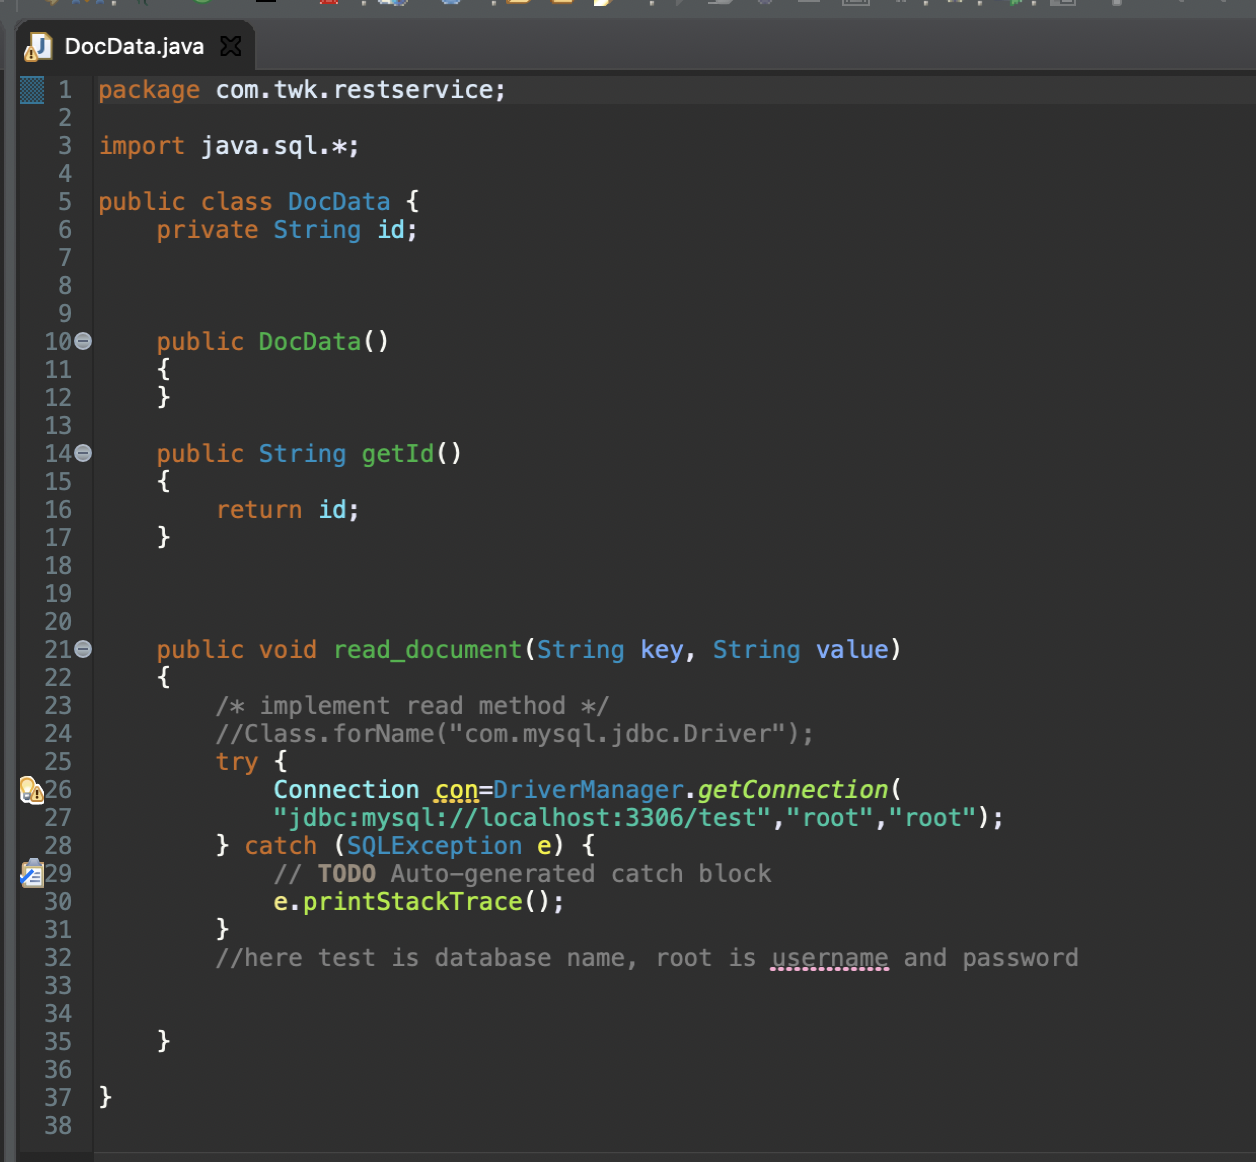 DocData.java
1 package com.twk.restservice;
2
3 import java.sql.*;
4
5 public class DocData {
6     private String id;
7
8
9
10     public DocData()
11     {
12     }
13
14     public String getId()
15     {
16         return id;
17     }
18
19
20
21     public void read_document(String key, String value)
22     {
23         /* implement read method */
24         //Class.forName("com.mysql.jdbc.Driver");
25         try {
26             Connection con=DriverManager.getConnection(
27             "jdbc:mysql://localhost:3306/test","root","root");
28         } catch (SQLException e) {
29             // TODO Auto-generated catch block
30             e.printStackTrace();
31         }
32         //here test is database name, root is username and password
33
34
35     }
36
37 }
38